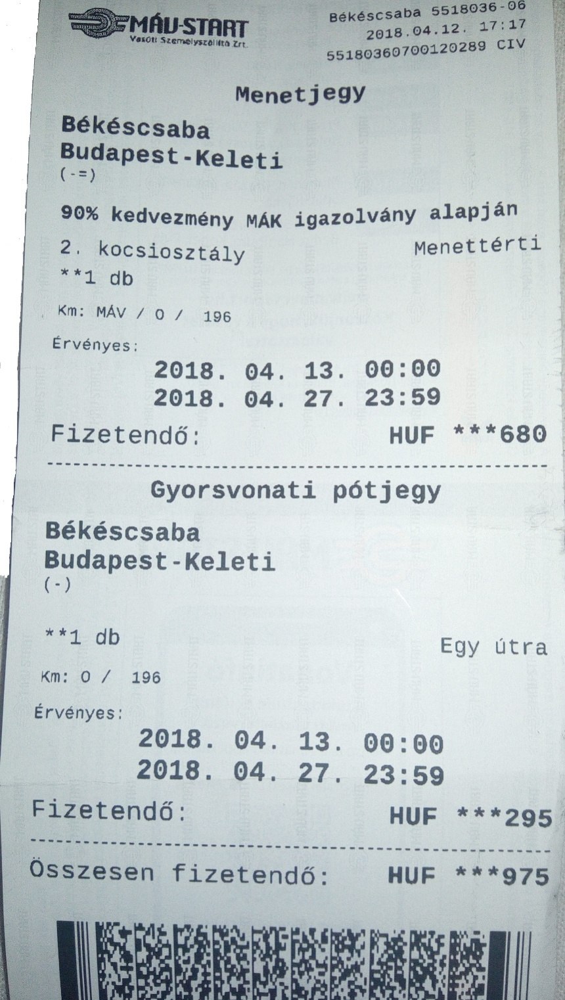 MÁV-START
Vasúti Személyszállító Zrt.
Békéscsaba 5518036-06
2018.04.12. 17:17
55180360700120289 CIV
Menetjegy
Békéscsaba
Budapest-Keleti
(-=)
90% kedvezmény MÁK igazolvány alapján
2. kocsiosztály Menettérti
**1 db
Km: MÁV / 0 / 196
Érvényes:
2018. 04. 13. 00:00
2018. 04. 27. 23:59
Fizetendő: HUF ***680
Gyorsvonati pótjegy
Békéscsaba
Budapest-Keleti
(-)
**1 db Egy útra
Km: 0 / 196
Érvényes:
2018. 04. 13. 00:00
2018. 04. 27. 23:59
Fizetendő: HUF ***295
Összesen fizetendő: HUF ***975